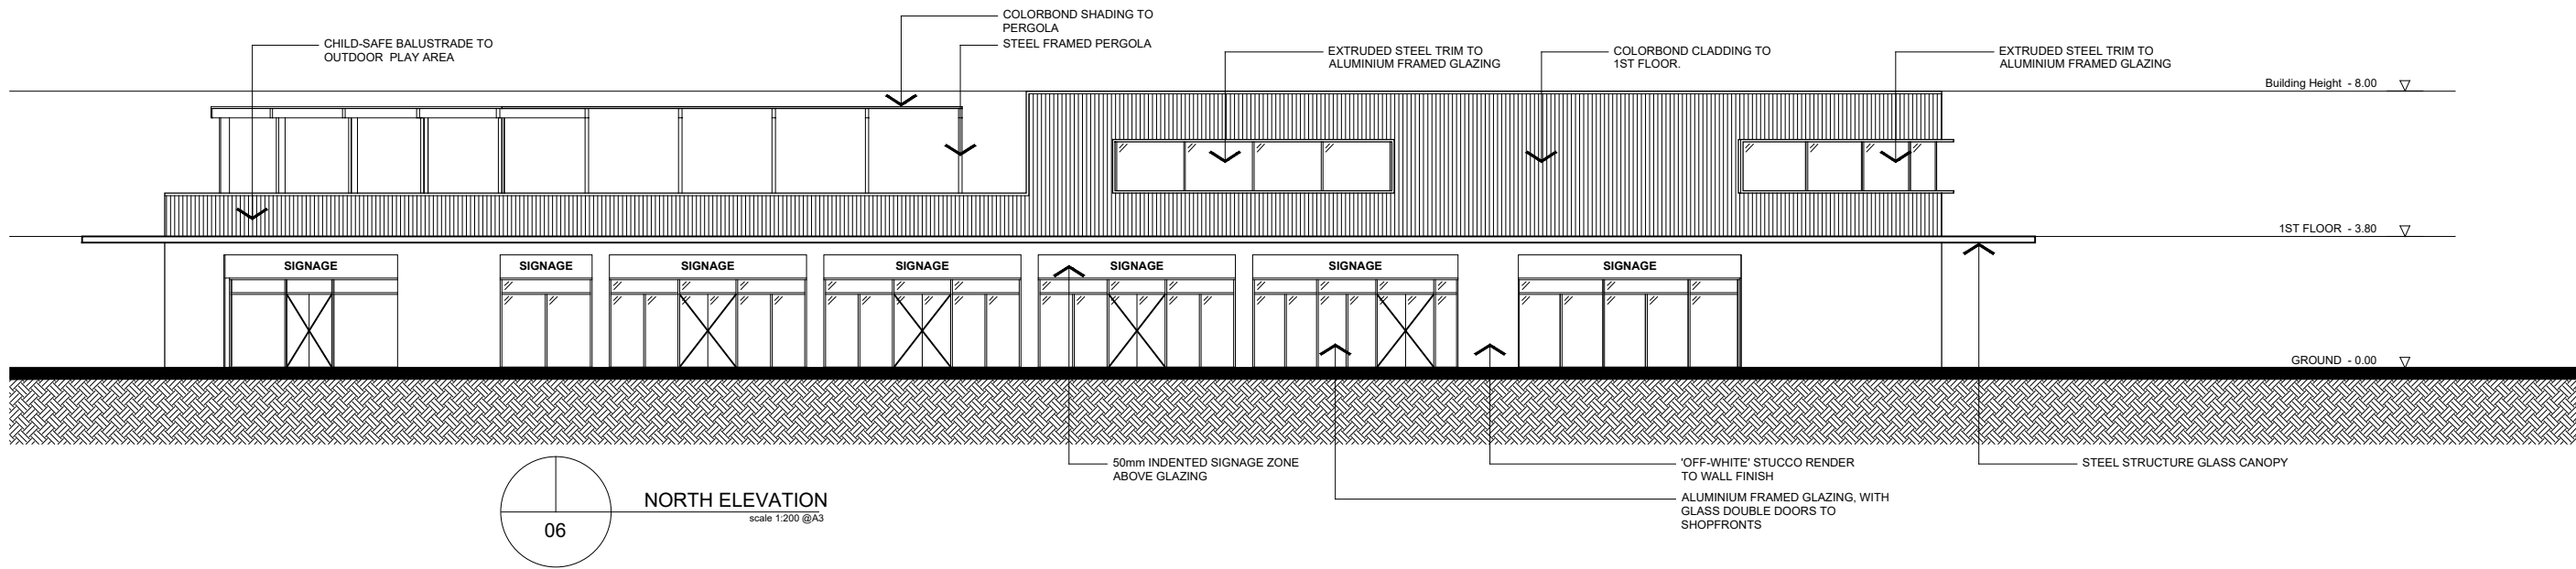 COLORBOND SHADING TO
PERGOLA
CHILD-SAFE BALUSTRADE TO
OUTDOOR PLAY AREA
STEEL FRAMED PERGOLA
EXTRUDED STEEL TRIM TO
ALUMINIUM FRAMED GLAZING
COLORBOND CLADDING TO
1ST FLOOR.
EXTRUDED STEEL TRIM TO
ALUMINIUM FRAMED GLAZING
Building Height - 8.00
1ST FLOOR - 3.80
SIGNAGE
SIGNAGE
SIGNAGE
SIGNAGE
SIGNAGE
SIGNAGE
SIGNAGE
GROUND - 0.00
50mm INDENTED SIGNAGE ZONE
ABOVE GLAZING
'OFF-WHITE' STUCCO RENDER
TO WALL FINISH
STEEL STRUCTURE GLASS CANOPY
ALUMINIUM FRAMED GLAZING, WITH
GLASS DOUBLE DOORS TO
SHOPFRONTS
NORTH ELEVATION
scale 1:200 @A3
06